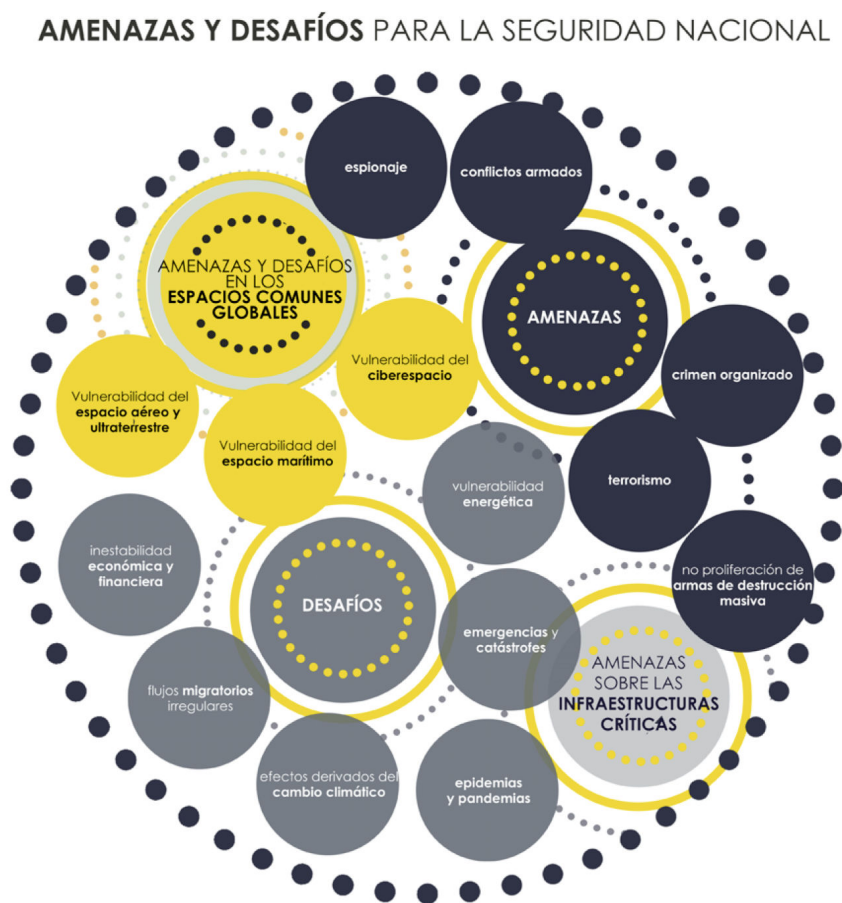 AMENAZAS Y DESAFÍOS PARA LA SEGURIDAD NACIONAL
espionaje
conflictos armados
AMENAZAS Y DESAFÍOS
EN LOS
ESPACIOS COMUNES
GLOBALES
AMENAZAS
Vulnerabilidad del
ciberespacio
crimen organizado
Vulnerabilidad del
espacio aéreo y
ultraterrestre
Vulnerabilidad del
espacio marítimo
vulnerabilidad
energética
terrorismo
inestabilidad
económica y
financiera
no proliferación de
armas de destrucción
masiva
DESAFÍOS
emergencias y
catástrofes
AMENAZAS
SOBRE LAS
INFRAESTRUCTURAS
CRÍTICAS
flujos migratorios
irregulares
efectos derivados del
cambio climático
epidemias
y pandemias